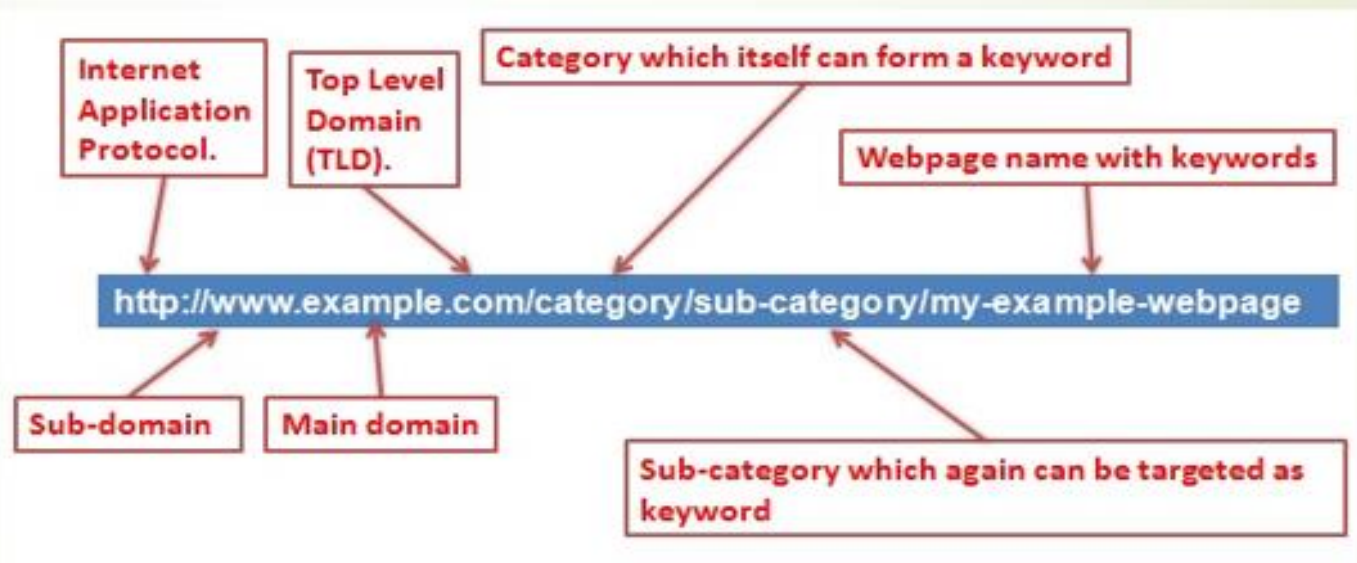 Internet
Application
Protocol.
Top Level
Domain
(TLD).
Category which itself can form a keyword
Webpage name with keywords
http://www.example.com/category/sub-category/my-example-webpage
Sub-domain
Main domain
Sub-category which again can be targeted as
keyword